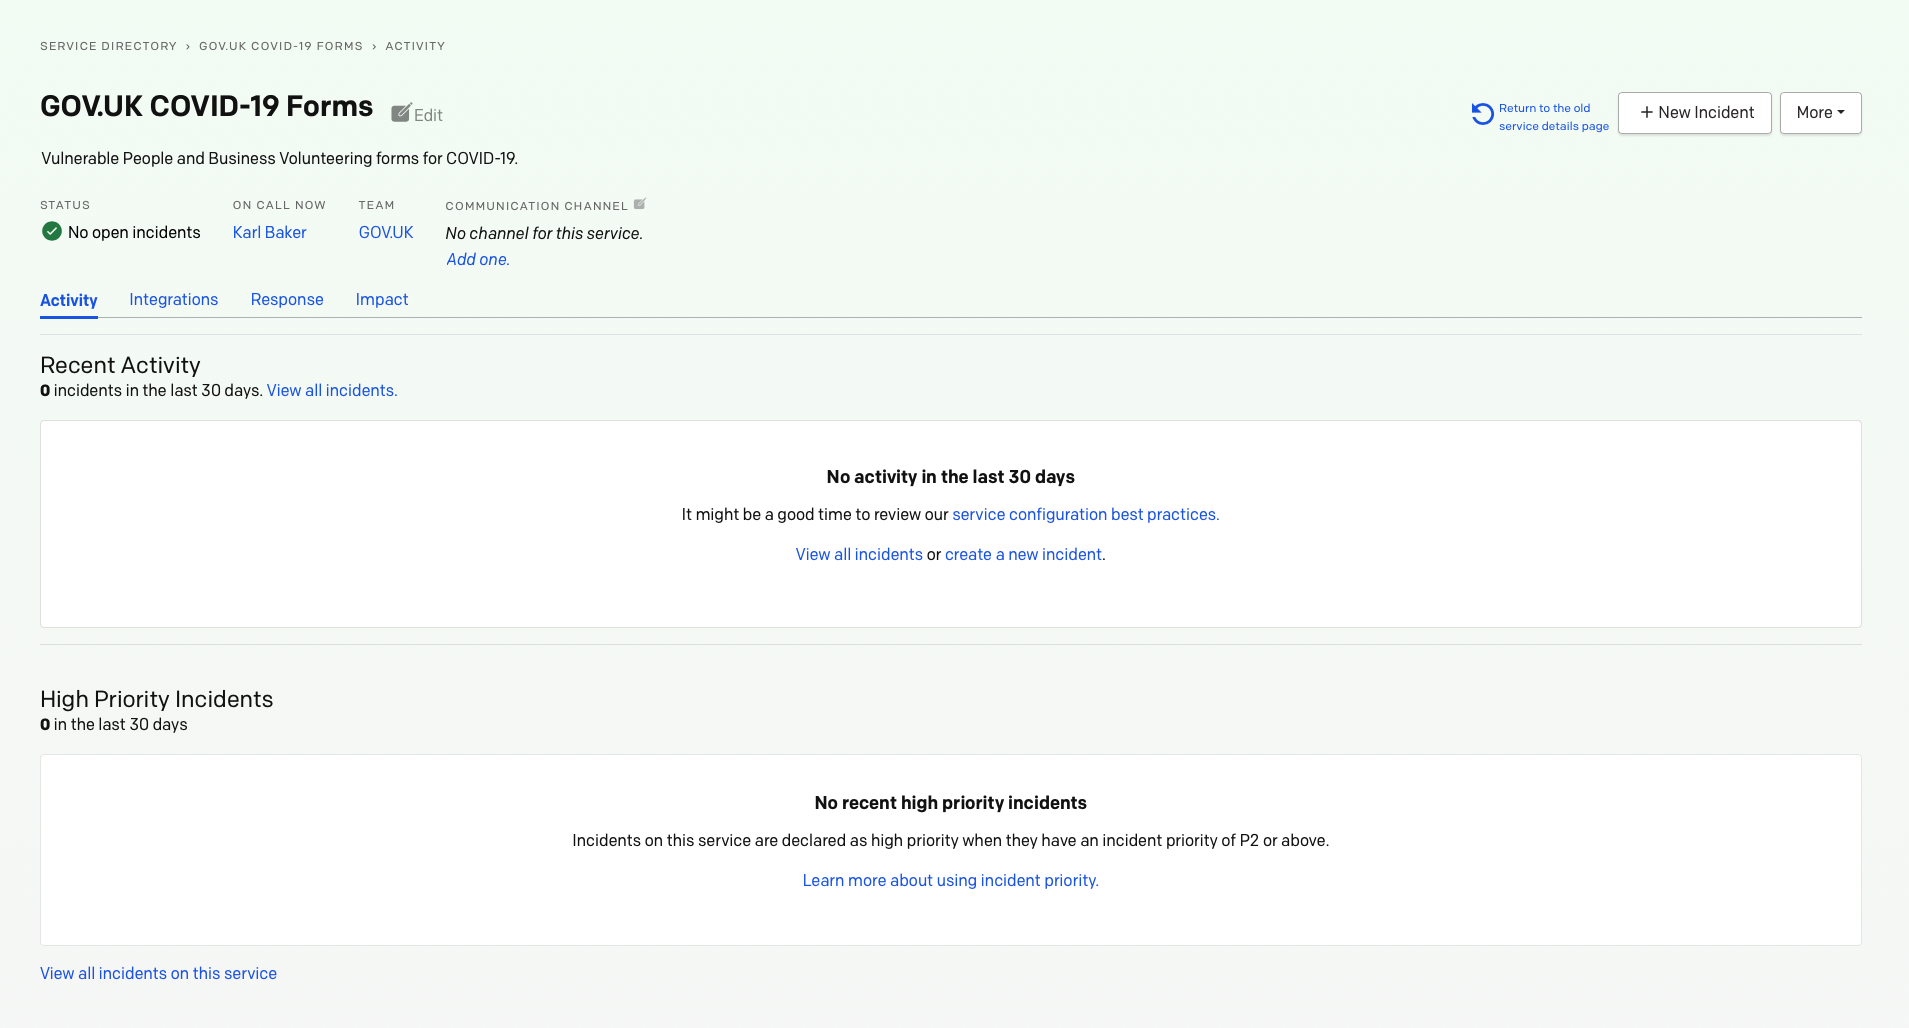 SERVICE DIRECTORY › GOV.UK COVID-19 FORMS › ACTIVITY
GOV.UK COVID-19 Forms Edit
Return to the old
service details page
+ New Incident
More
Vulnerable People and Business Volunteering forms for COVID-19.
STATUS
No open incidents
ON CALL NOW
Karl Baker
TEAM
GOV.UK
COMMUNICATION CHANNEL
No channel for this service.
Add one.
Activity Integrations Response Impact
Recent Activity
0 incidents in the last 30 days. View all incidents.
No activity in the last 30 days
It might be a good time to review our service configuration best practices.
View all incidents or create a new incident.
High Priority Incidents
0 in the last 30 days
No recent high priority incidents
Incidents on this service are declared as high priority when they have an incident priority of P2 or above.
Learn more about using incident priority.
View all incidents on this service